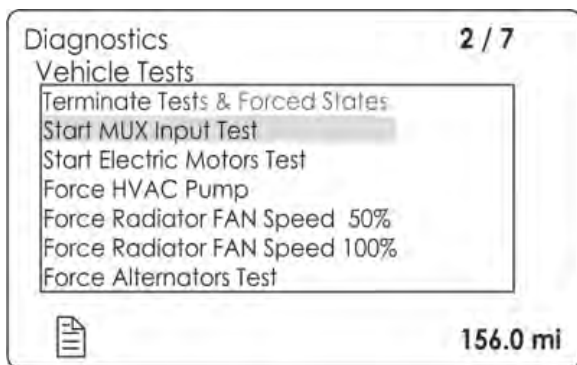 Diagnostics 2 / 7
Vehicle Tests
Terminate Tests & Forced States
Start MUX Input Test
Start Electric Motors Test
Force HVAC Pump
Force Radiator FAN Speed 50%
Force Radiator FAN Speed 100%
Force Alternators Test
156.0 mi